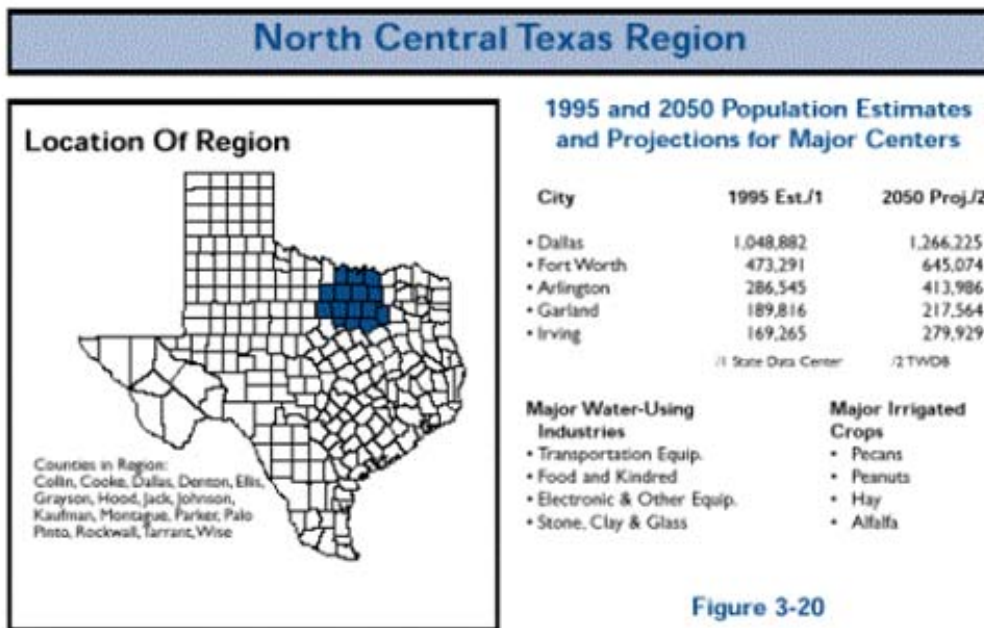 North Central Texas Region
Location Of Region
Counties in Region:
Collin, Cooke, Dallas, Denton, Ellis,
Grayson, Hood, Jack, Johnson,
Kaufman, Montague, Parker, Palo
Pinto, Rockwall, Tarrant, Wise
1995 and 2050 Population Estimates
and Projections for Major Centers
City 1995 Est./1 2050 Proj./2
• Dallas 1,048,882 1,266,225
• Fort Worth 473,291 645,074
• Arlington 286,545 413,986
• Garland 189,816 217,564
• Irving 169,265 279,929
/1 State Data Center /2 TWDB
Major Water-Using
Industries
• Transportation Equip.
• Food and Kindred
• Electronic & Other Equip.
• Stone, Clay & Glass
Major Irrigated
Crops
• Pecans
• Peanuts
• Hay
• Alfalfa
Figure 3-20